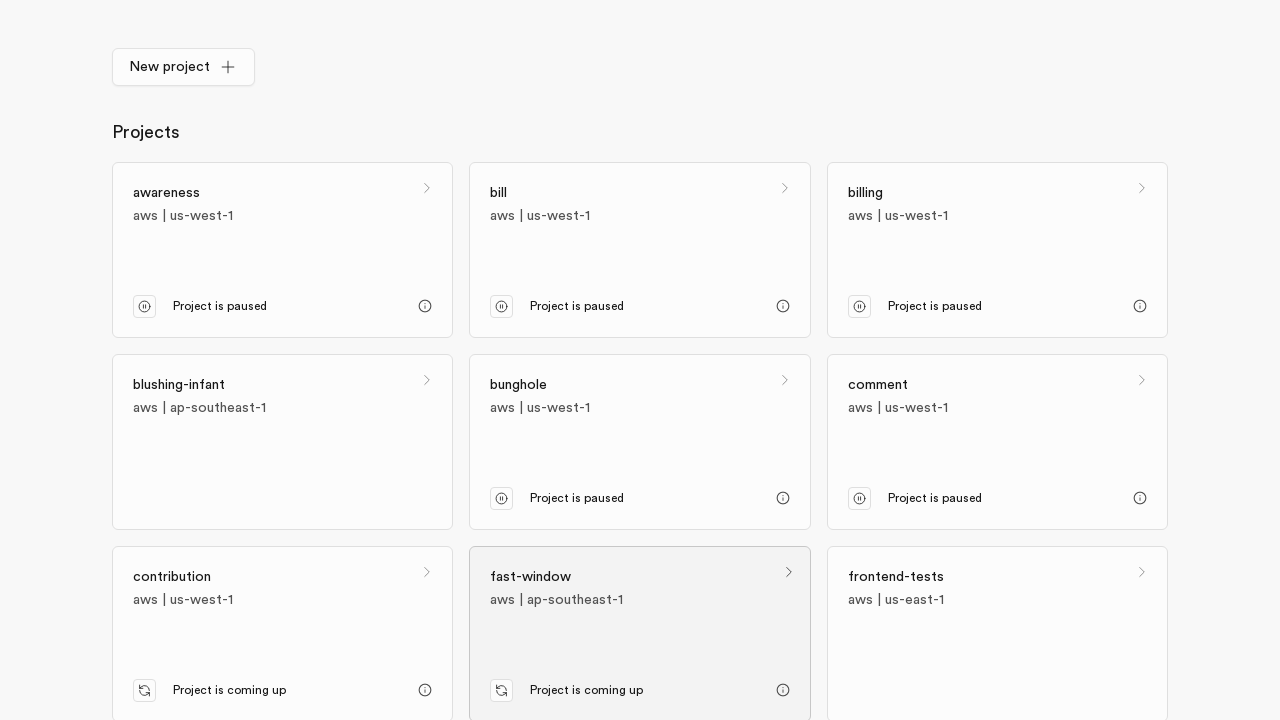 New project
Projects
awareness
aws | us-west-1
Project is paused
bill
aws | us-west-1
Project is paused
billing
aws | us-west-1
Project is paused
blushing-infant
aws | ap-southeast-1
bunghole
aws | us-west-1
Project is paused
comment
aws | us-west-1
Project is paused
contribution
aws | us-west-1
Project is coming up
fast-window
aws | ap-southeast-1
Project is coming up
frontend-tests
aws | us-east-1